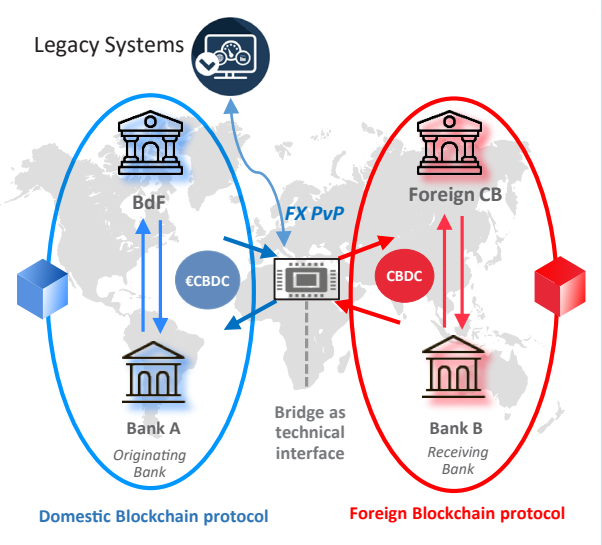 Legacy Systems
BdF
Foreign CB
FX PvP
€CBDC
CBDC
Bank A
Originating
Bank
Bridge as
technical
interface
Bank B
Receiving
Bank
Domestic Blockchain protocol
Foreign Blockchain protocol